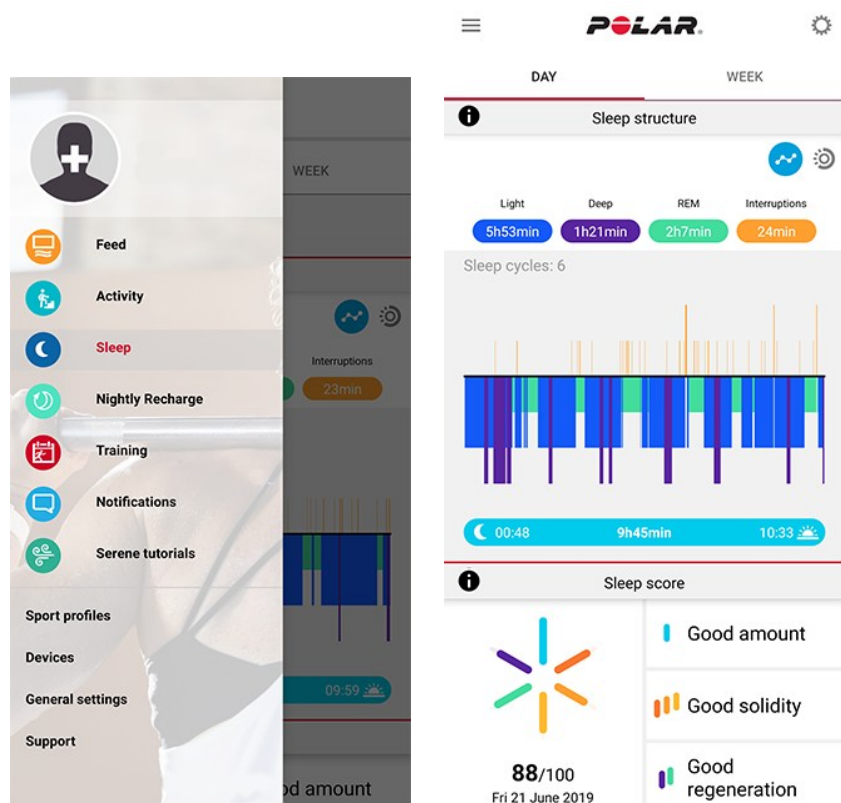 WEEK
Feed
Activity
Sleep
Interruptions
Nightly Recharge
23min
Training
Notifications
Serene tutorials
Sport profiles
Devices
09:59
General settings
Support
od amount
POLAR.
DAY WEEK
Sleep structure
Light Deep REM Interruptions
5h53min 1h21min 2h7min 24min
Sleep cycles: 6
00:48 9h45min 10:33
Sleep score
Good amount
Good solidity
88/100
Fri 21 June 2019
Good
regeneration